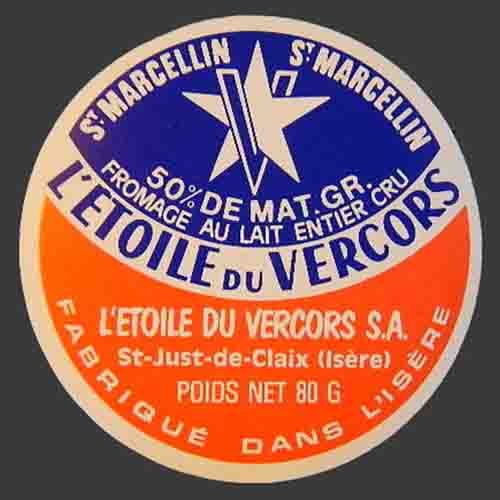 ST MARCELLIN
ST MARCELLIN
50% DE MAT. GR.
FROMAGE AU LAIT ENTIER CRU
L'ETOILE DU VERCORS
L'ETOILE DU VERCORS S.A.
St-Just-de-Claix (Isère)
POIDS NET 80 G
FABRIQUÉ DANS L'ISÈRE